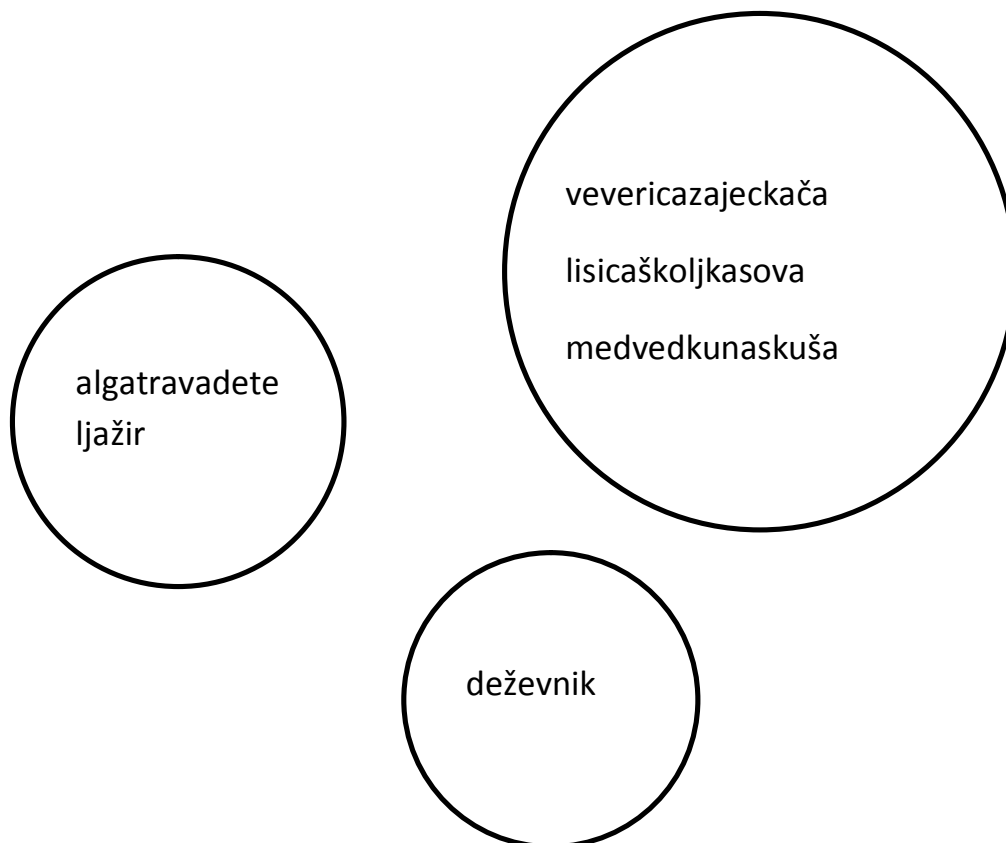 vevericazajeckača
lisicaškoljkasova
medvedkunaskuša
algatravadete
ljažir
deževnik